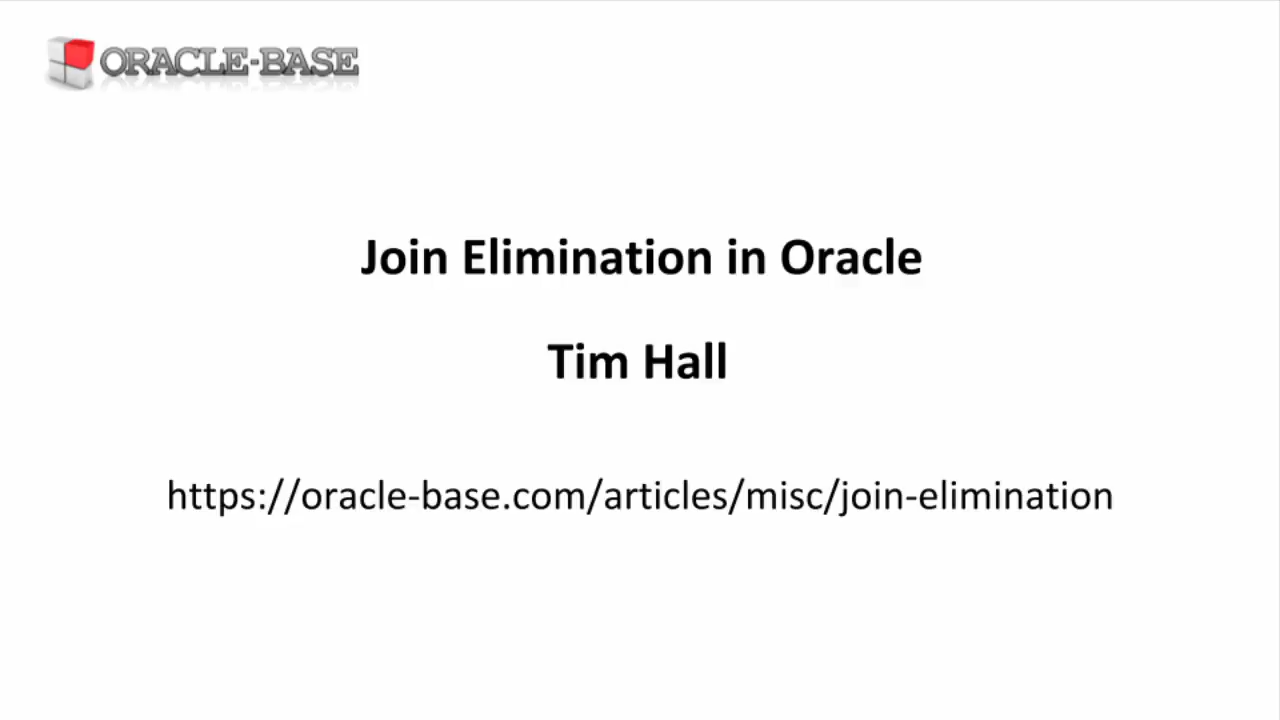 ORACLE-BASE
Join Elimination in Oracle
Tim Hall
https://oracle-base.com/articles/misc/join-elimination